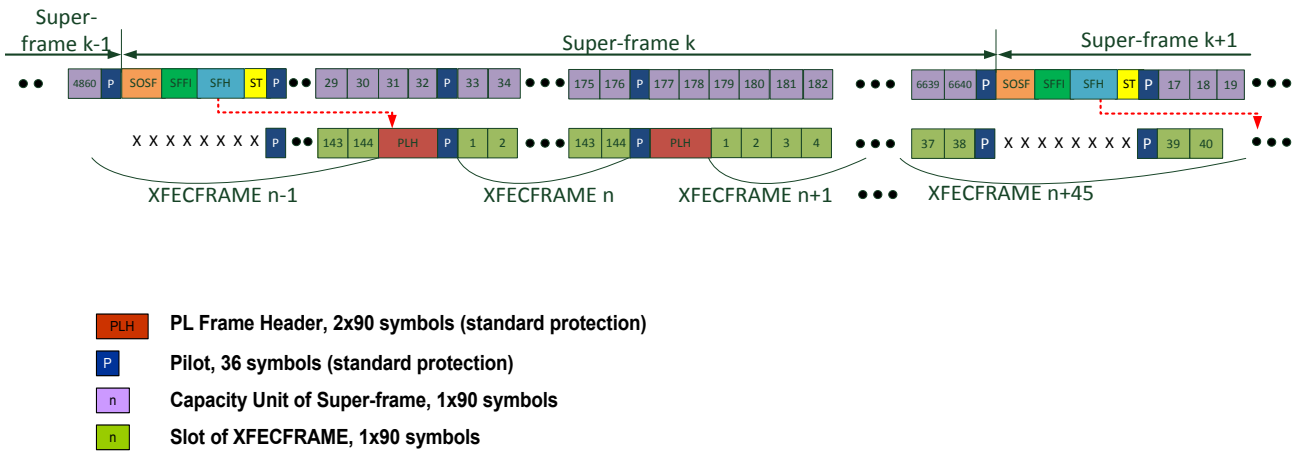 Super-
frame k-1
Super-frame k
Super-frame k+1
4860 P SOSF SFFI SFH ST P 29 30 31 32 P 33 34 175 176 P 177 178 179 180 181 182 6639 6640 P SOSF SFFI SFH ST P 17 18 19
X X X X X X X X P 143 144 PLH P 1 2 143 144 P PLH 1 2 3 4 37 38 P X X X X X X X X P 39 40
XFECFRAME n-1 XFECFRAME n XFECFRAME n+1 XFECFRAME n+45
PLH PL Frame Header, 2x90 symbols (standard protection)
P Pilot, 36 symbols (standard protection)
n Capacity Unit of Super-frame, 1x90 symbols
n Slot of XFECFRAME, 1x90 symbols